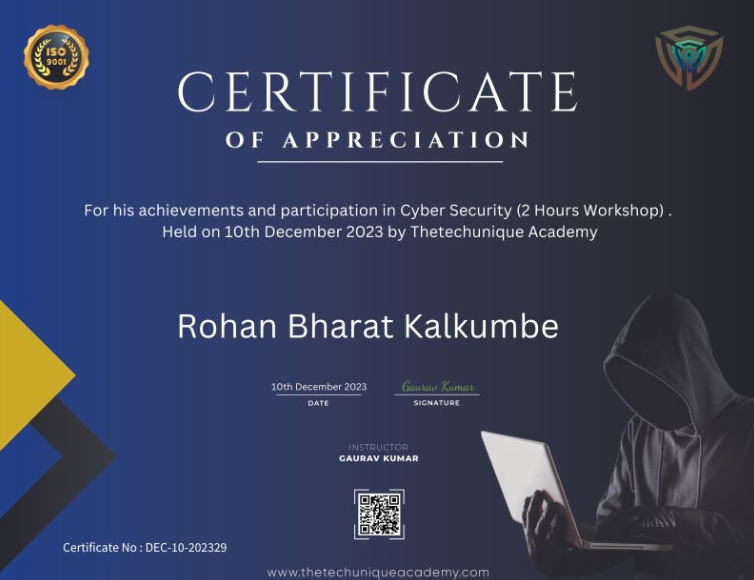 ISO
9001
CERTIFICATE
OF APPRECIATION
For his achievements and participation in Cyber Security (2 Hours Workshop) .
Held on 10th December 2023 by Thetechunique Academy
Rohan Bharat Kalkumbe
10th December 2023 Gaurav Kumar
DATE SIGNATURE
INSTRUCTOR
GAURAV KUMAR
Certificate No : DEC-10-202329
www.thetechuniqueacademy.com